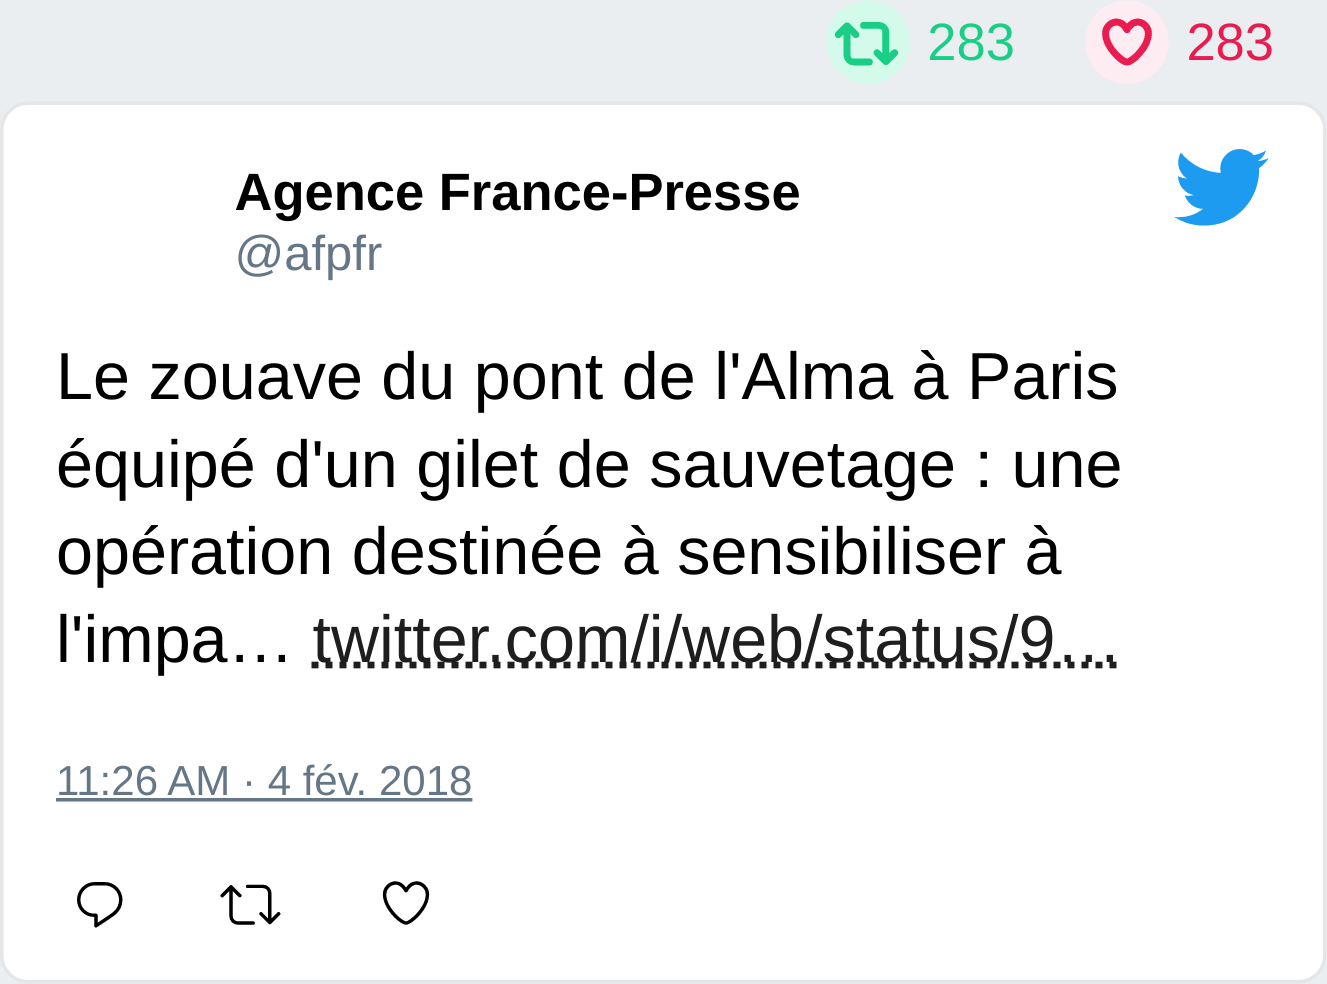 283 283
Agence France-Presse
@afpfr
Le zouave du pont de l'Alma à Paris
équipé d'un gilet de sauvetage : une
opération destinée à sensibiliser à
l'impa… twitter.com/i/web/status/9…
11:26 AM · 4 fév. 2018